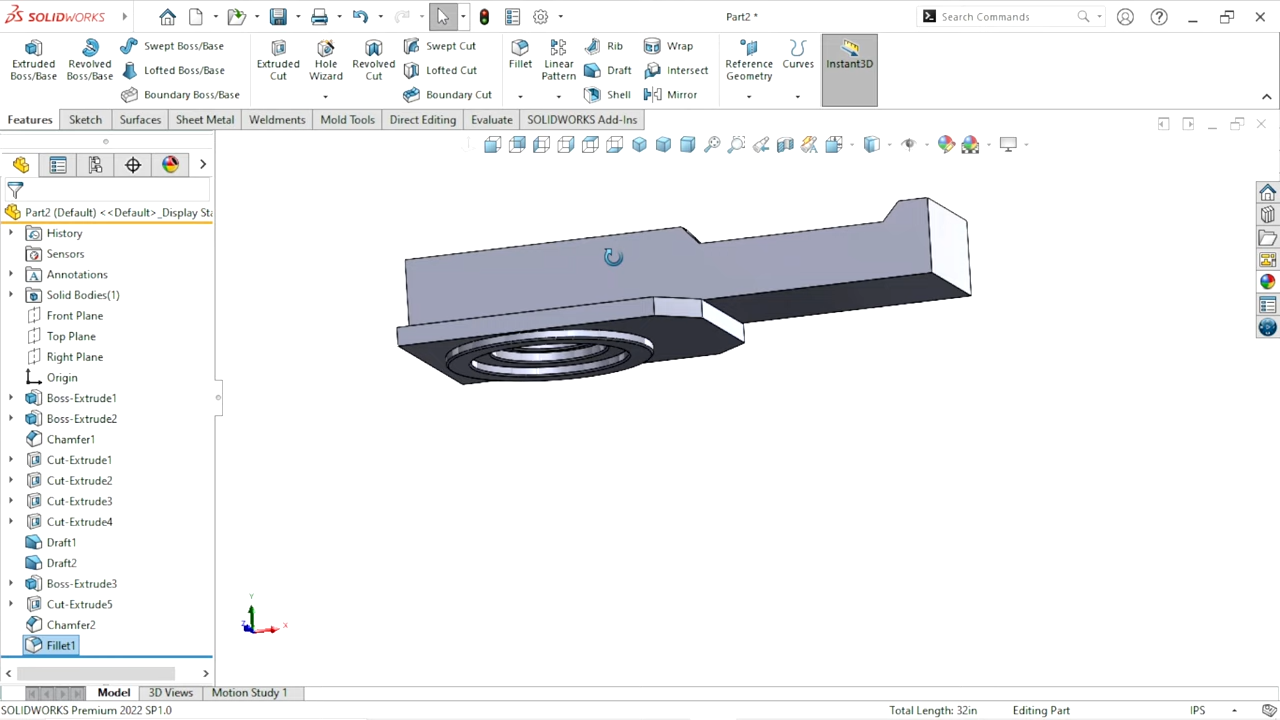 SOLIDWORKS
Part2 *
Search Commands
Extruded Boss/Base
Revolved Boss/Base
Swept Boss/Base
Lofted Boss/Base
Boundary Boss/Base
Extruded Cut
Hole Wizard
Revolved Cut
Swept Cut
Lofted Cut
Boundary Cut
Fillet
Linear Pattern
Rib
Draft
Shell
Wrap
Intersect
Mirror
Reference Geometry
Curves
Instant3D
Features
Sketch
Surfaces
Sheet Metal
Weldments
Mold Tools
Direct Editing
Evaluate
SOLIDWORKS Add-Ins
Part2 (Default) <<Default>_Display Sta
History
Sensors
Annotations
Solid Bodies(1)
Front Plane
Top Plane
Right Plane
Origin
Boss-Extrude1
Boss-Extrude2
Chamfer1
Cut-Extrude1
Cut-Extrude2
Cut-Extrude3
Cut-Extrude4
Draft1
Draft2
Boss-Extrude3
Cut-Extrude5
Chamfer2
Fillet1
Y
Z
X
Model
3D Views
Motion Study 1
SOLIDWORKS Premium 2022 SP1.0
Total Length: 32in
Editing Part
IPS